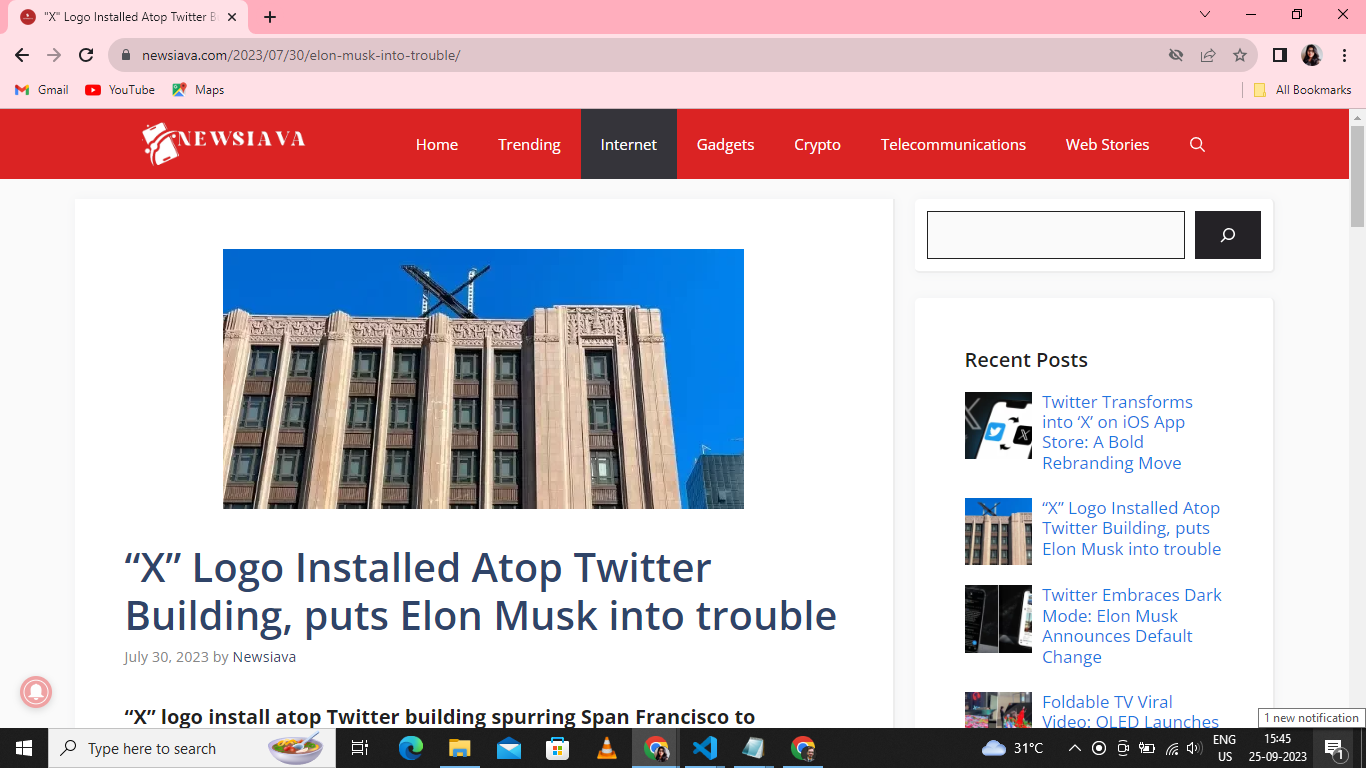 "X" Logo Installed Atop Twitter B
newsiava.com/2023/07/30/elon-musk-into-trouble/
Gmail
YouTube
Maps
All Bookmarks
NEWSIAVA
Home
Trending
Internet
Gadgets
Crypto
Telecommunications
Web Stories
“X” Logo Installed Atop Twitter
Building, puts Elon Musk into trouble
July 30, 2023 by Newsiava
“X” logo install atop Twitter building spurring Span Francisco to
Recent Posts
Twitter Transforms
into ‘X’ on iOS App
Store: A Bold
Rebranding Move
“X” Logo Installed Atop
Twitter Building, puts
Elon Musk into trouble
Twitter Embraces Dark
Mode: Elon Musk
Announces Default
Change
Foldable TV Viral
Video: OLED Launches
1 new notification
Type here to search
31°C
ENG
US
15:45
25-09-2023
1